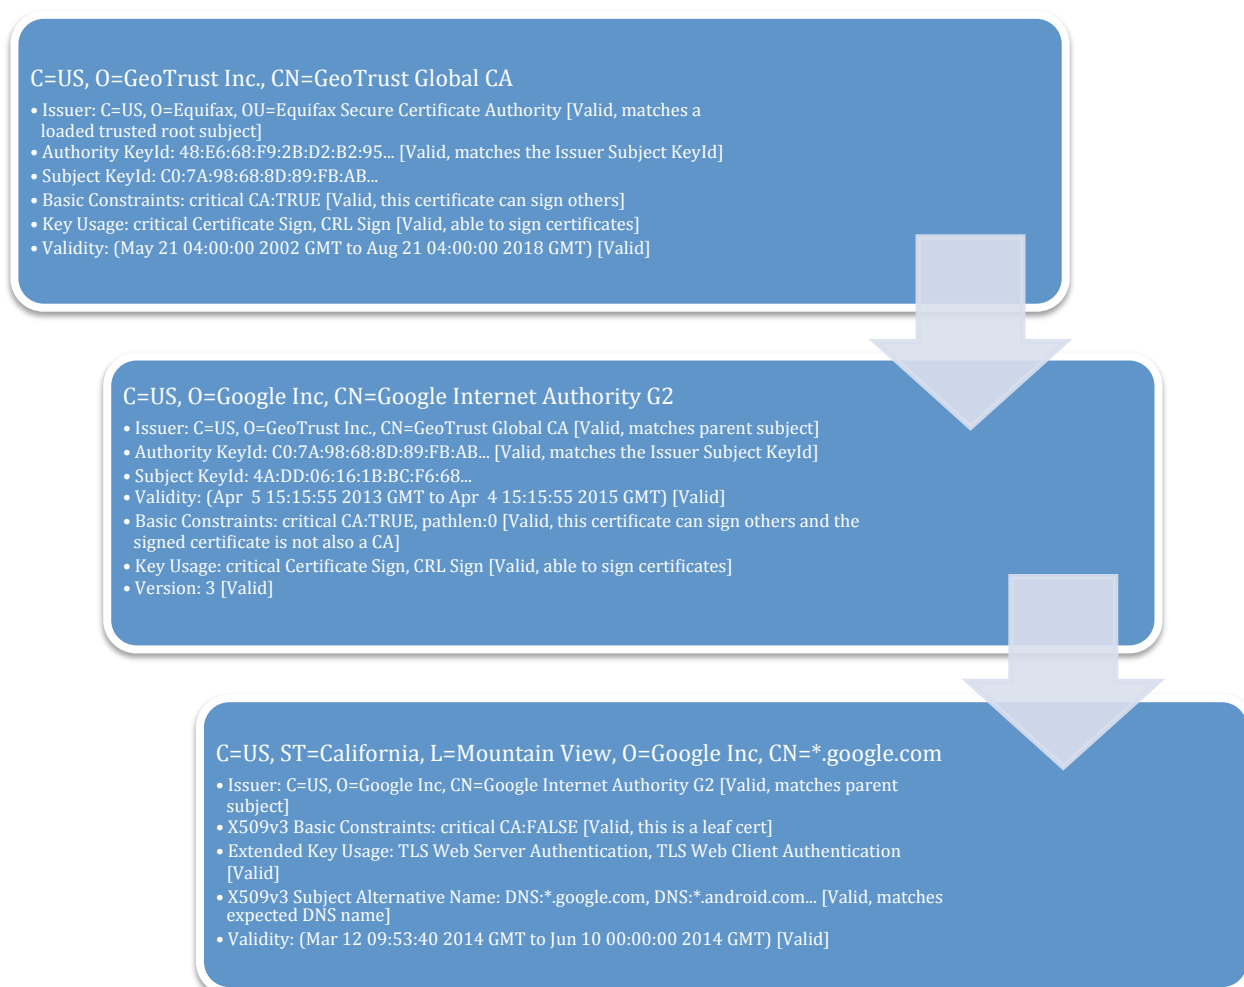 C=US, O=GeoTrust Inc., CN=GeoTrust Global CA
• Issuer: C=US, O=Equifax, OU=Equifax Secure Certificate Authority [Valid, matches a
loaded trusted root subject]
• Authority KeyId: 48:E6:68:F9:2B:D2:B2:95... [Valid, matches the Issuer Subject KeyId]
• Subject KeyId: C0:7A:98:68:8D:89:FB:AB...
• Basic Constraints: critical CA:TRUE [Valid, this certificate can sign others]
• Key Usage: critical Certificate Sign, CRL Sign [Valid, able to sign certificates]
• Validity: (May 21 04:00:00 2002 GMT to Aug 21 04:00:00 2018 GMT) [Valid]
C=US, O=Google Inc, CN=Google Internet Authority G2
• Issuer: C=US, O=GeoTrust Inc., CN=GeoTrust Global CA [Valid, matches parent subject]
• Authority KeyId: C0:7A:98:68:8D:89:FB:AB... [Valid, matches the Issuer Subject KeyId]
• Subject KeyId: 4A:DD:06:16:1B:BC:F6:68...
• Validity: (Apr  5 15:15:55 2013 GMT to Apr  4 15:15:55 2015 GMT) [Valid]
• Basic Constraints: critical CA:TRUE, pathlen:0 [Valid, this certificate can sign others and the
signed certificate is not also a CA]
• Key Usage: critical Certificate Sign, CRL Sign [Valid, able to sign certificates]
• Version: 3 [Valid]
C=US, ST=California, L=Mountain View, O=Google Inc, CN=*.google.com
• Issuer: C=US, O=Google Inc, CN=Google Internet Authority G2 [Valid, matches parent
subject]
• X509v3 Basic Constraints: critical CA:FALSE [Valid, this is a leaf cert]
• Extended Key Usage: TLS Web Server Authentication, TLS Web Client Authentication
[Valid]
• X509v3 Subject Alternative Name: DNS:*.google.com, DNS:*.android.com... [Valid, matches
expected DNS name]
• Validity: (Mar 12 09:53:40 2014 GMT to Jun 10 00:00:00 2014 GMT) [Valid]